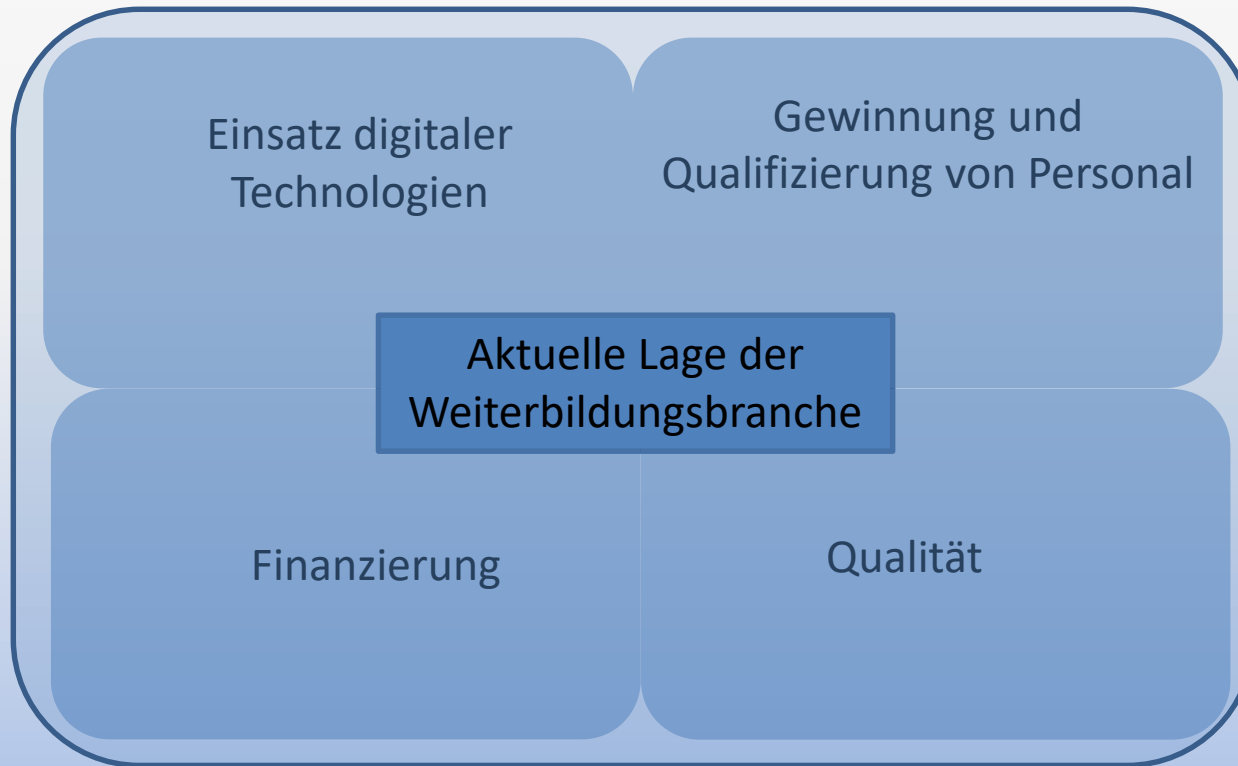 Einsatz digitaler
Technologien
Gewinnung und
Qualifizierung von Personal
Aktuelle Lage der
Weiterbildungsbranche
Finanzierung
Qualität